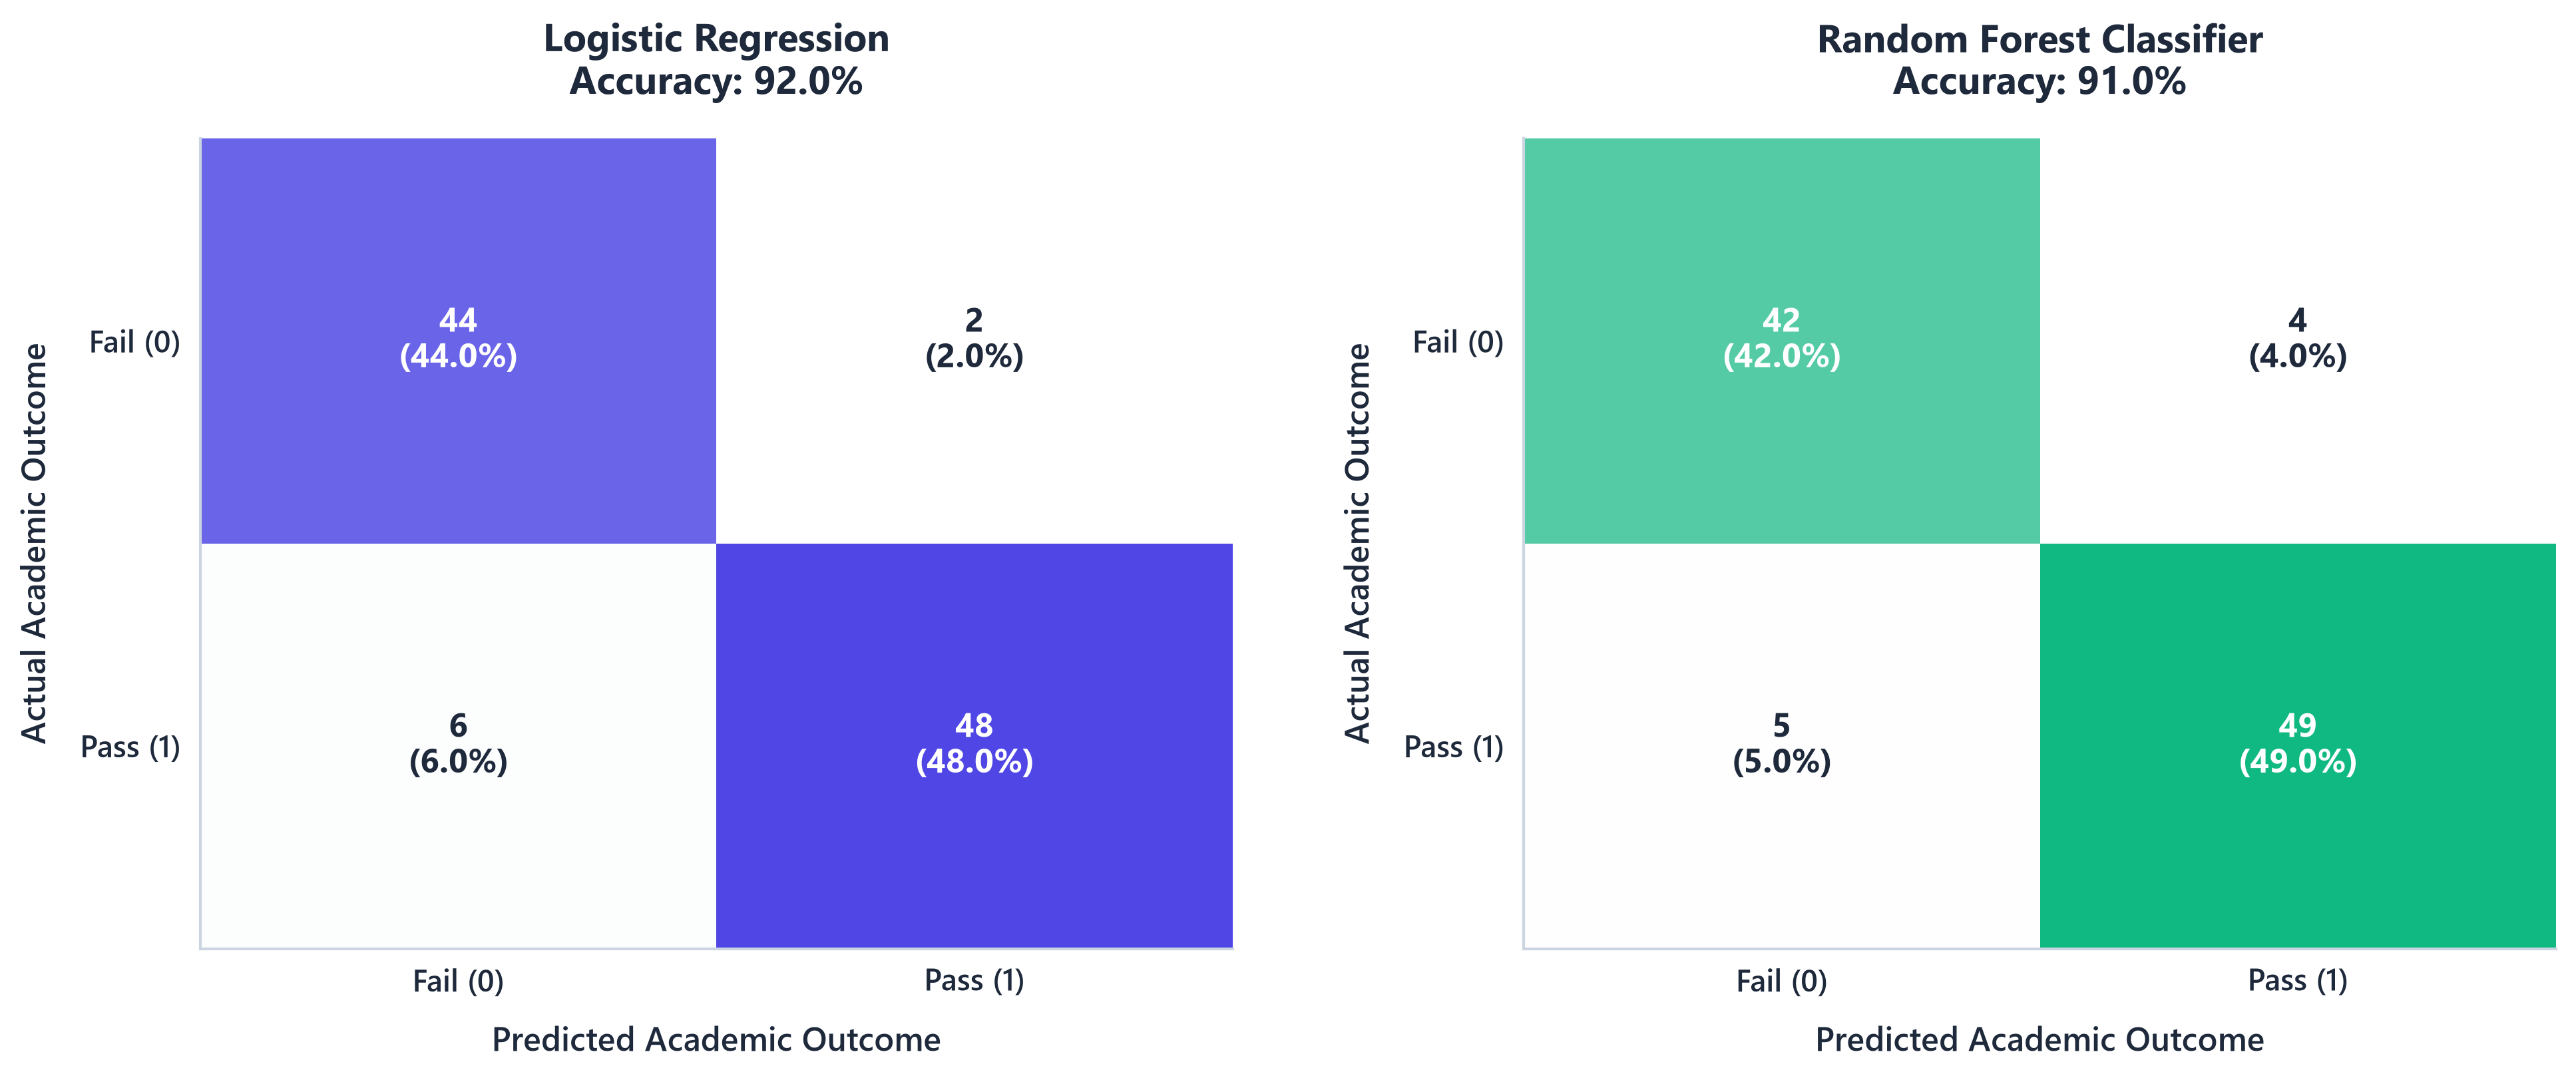 Logistic Regression
Accuracy: 92.0%
Actual Academic Outcome
Fail (0)
44
(44.0%)
2
(2.0%)
Pass (1)
6
(6.0%)
48
(48.0%)
Fail (0)
Pass (1)
Predicted Academic Outcome
Random Forest Classifier
Accuracy: 91.0%
Actual Academic Outcome
Fail (0)
42
(42.0%)
4
(4.0%)
Pass (1)
5
(5.0%)
49
(49.0%)
Fail (0)
Pass (1)
Predicted Academic Outcome